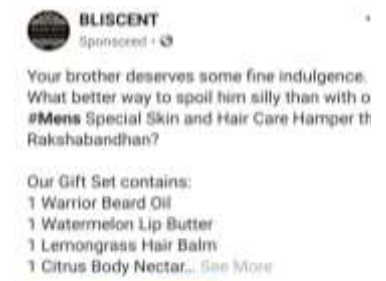 BLISCENT
Sponsored ·
Your brother deserves some fine indulgence.
What better way to spoil him silly than with o
#Mens Special Skin and Hair Care Hamper th
Rakshabandhan?
Our Gift Set contains:
1 Warrior Beard Oil
1 Watermelon Lip Butter
1 Lemongrass Hair Balm
1 Citrus Body Nectar... See More